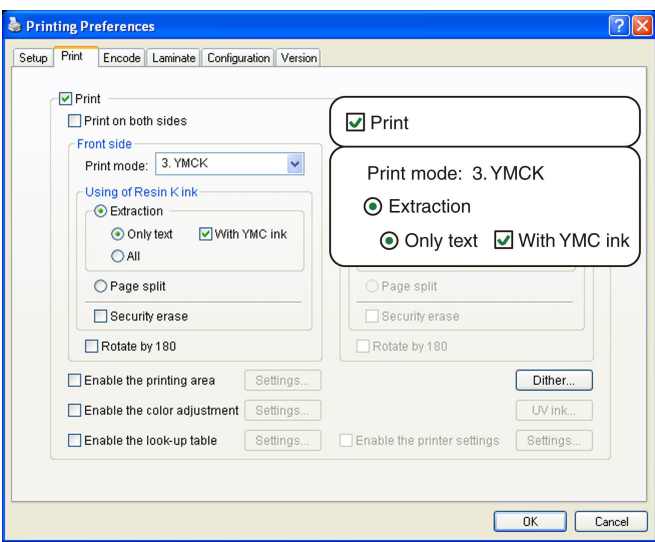 Printing Preferences
Setup Print Encode Laminate Configuration Version
Print
Print on both sides
Front side
Print mode: 3. YMCK
Using of Resin K ink
Extraction
Only text With YMC ink
All
Page split
Security erase
Rotate by 180
Print
Print mode: 3. YMCK
Extraction
Only text With YMC ink
Page split
Security erase
Rotate by 180
Enable the printing area Settings... Dither...
Enable the color adjustment Settings... UV ink...
Enable the look-up table Settings... Enable the printer settings Settings...
OK Cancel